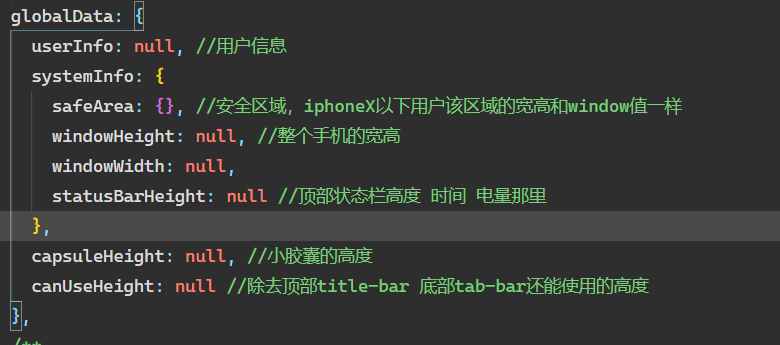 globalData: {
userInfo: null, //用户信息
systemInfo: {
safeArea: {}, //安全区域，iphoneX以下用户该区域的宽高和window值一样
windowHeight: null, //整个手机的宽高
windowWidth: null,
statusBarHeight: null //顶部状态栏高度 时间 电量那里
},
capsuleHeight: null, //小胶囊的高度
canUseHeight: null //除去顶部title-bar 底部tab-bar还能使用的高度
},
/**